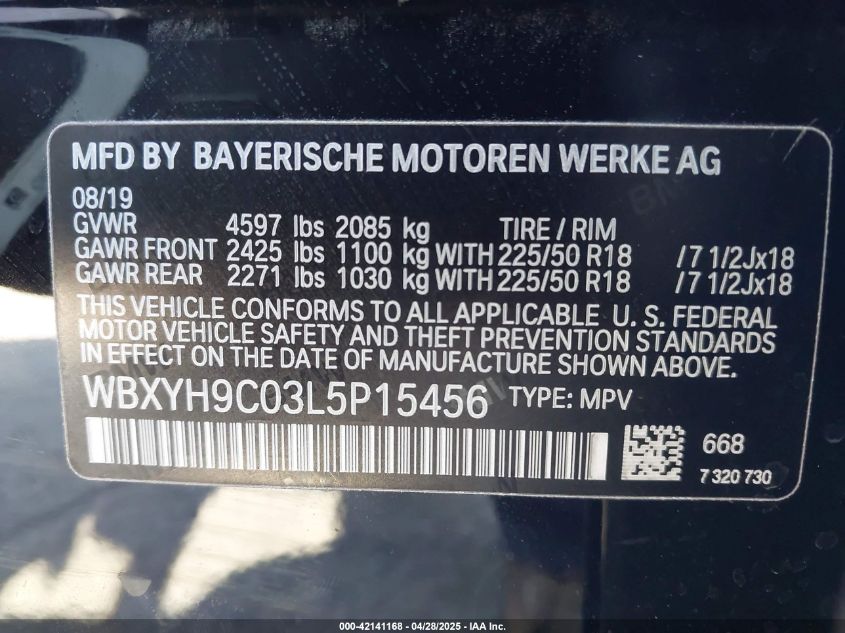 MFD BY BAYERISCHE MOTOREN WERKE AG
08/19
GVWR 4597 lbs 2085 kg TIRE / RIM
GAWR FRONT 2425 lbs 1100 kg WITH 225/50 R18 /7 1/2Jx18
GAWR REAR 2271 lbs 1030 kg WITH 225/50 R18 /7 1/2Jx18
THIS VEHICLE CONFORMS TO ALL APPLICABLE U. S. FEDERAL
MOTOR VEHICLE SAFETY AND THEFT PREVENTION STANDARDS
IN EFFECT ON THE DATE OF MANUFACTURE SHOWN ABOVE.
WBXYH9C03L5P15456 TYPE: MPV
668
7 320 730
000-42141168 | 04/28/2025 - IAA Inc.